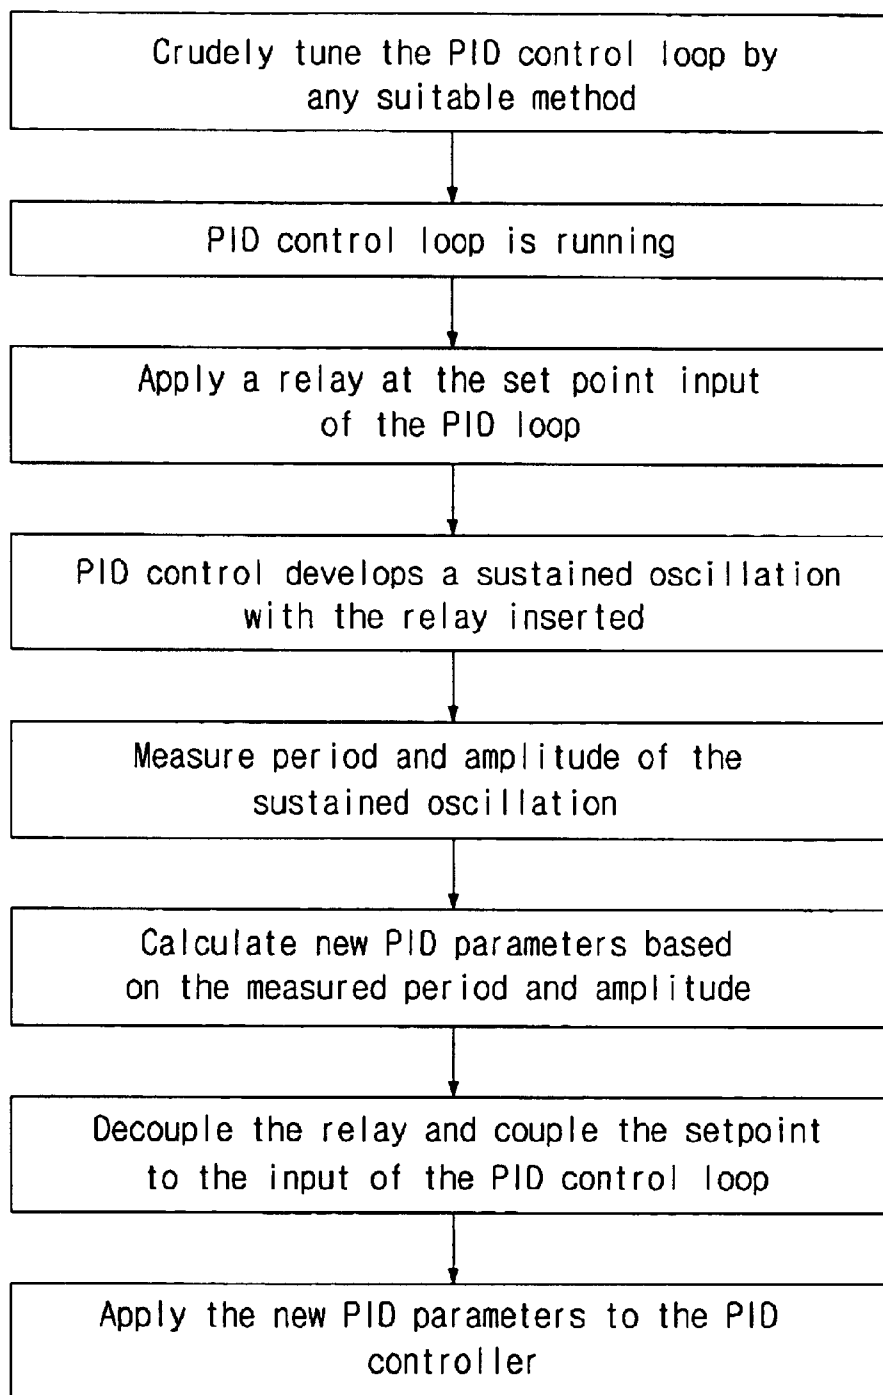 Crudely tune the PID control loop by
any suitable method
PID control loop is running
Apply a relay at the set point input
of the PID loop
PID control develops a sustained oscillation
with the relay inserted
Measure period and amplitude of the
sustained oscillation
Calculate new PID parameters based
on the measured period and amplitude
Decouple the relay and couple the setpoint
to the input of the PID control loop
Apply the new PID parameters to the PID
controller